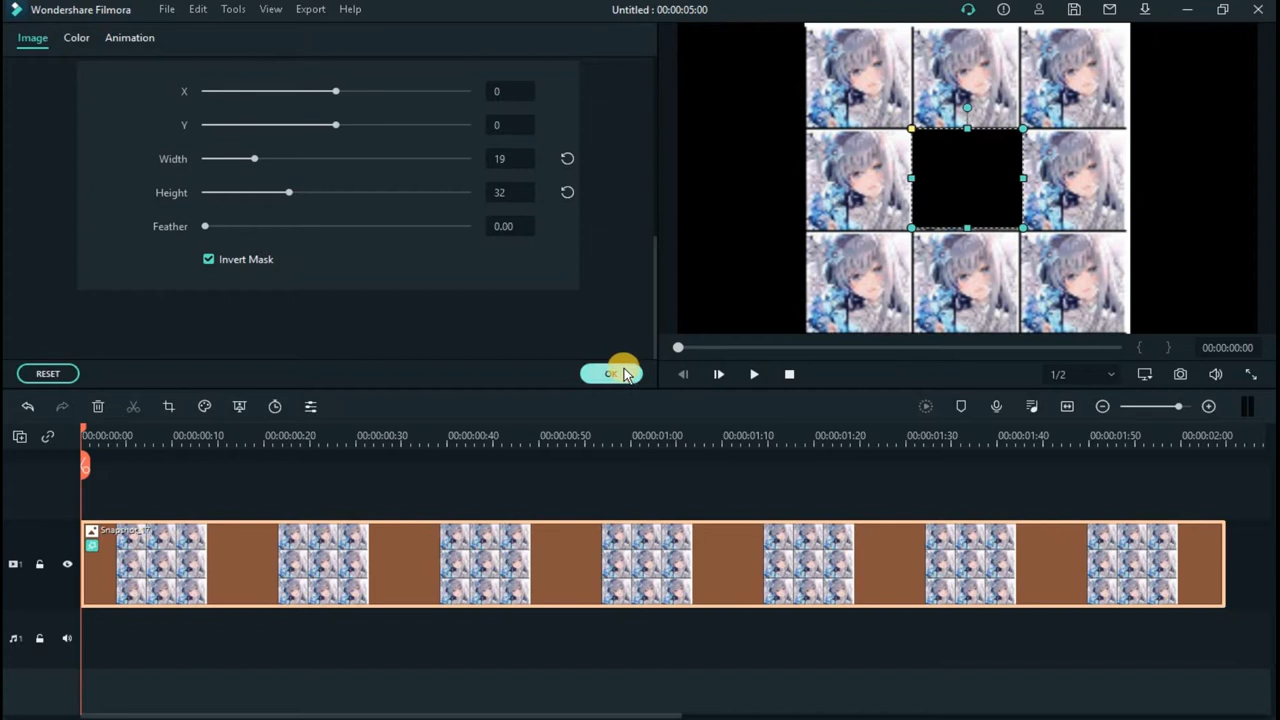 Wondershare Filmora File Edit Tools View Export Help Untitled : 00:00:05:00
Image Color Animation
X 0
Y 0
Width 19
Height 32
Feather 0.00
Invert Mask
00:00:00:00
RESET OK
1/2
00:00:00:00 00:00:00:10 00:00:00:20 00:00:00:30 00:00:00:40 00:00:00:50 00:00:01:00 00:00:01:10 00:00:01:20 00:00:01:30 00:00:01:40 00:00:01:50 00:00:02:00
1
1